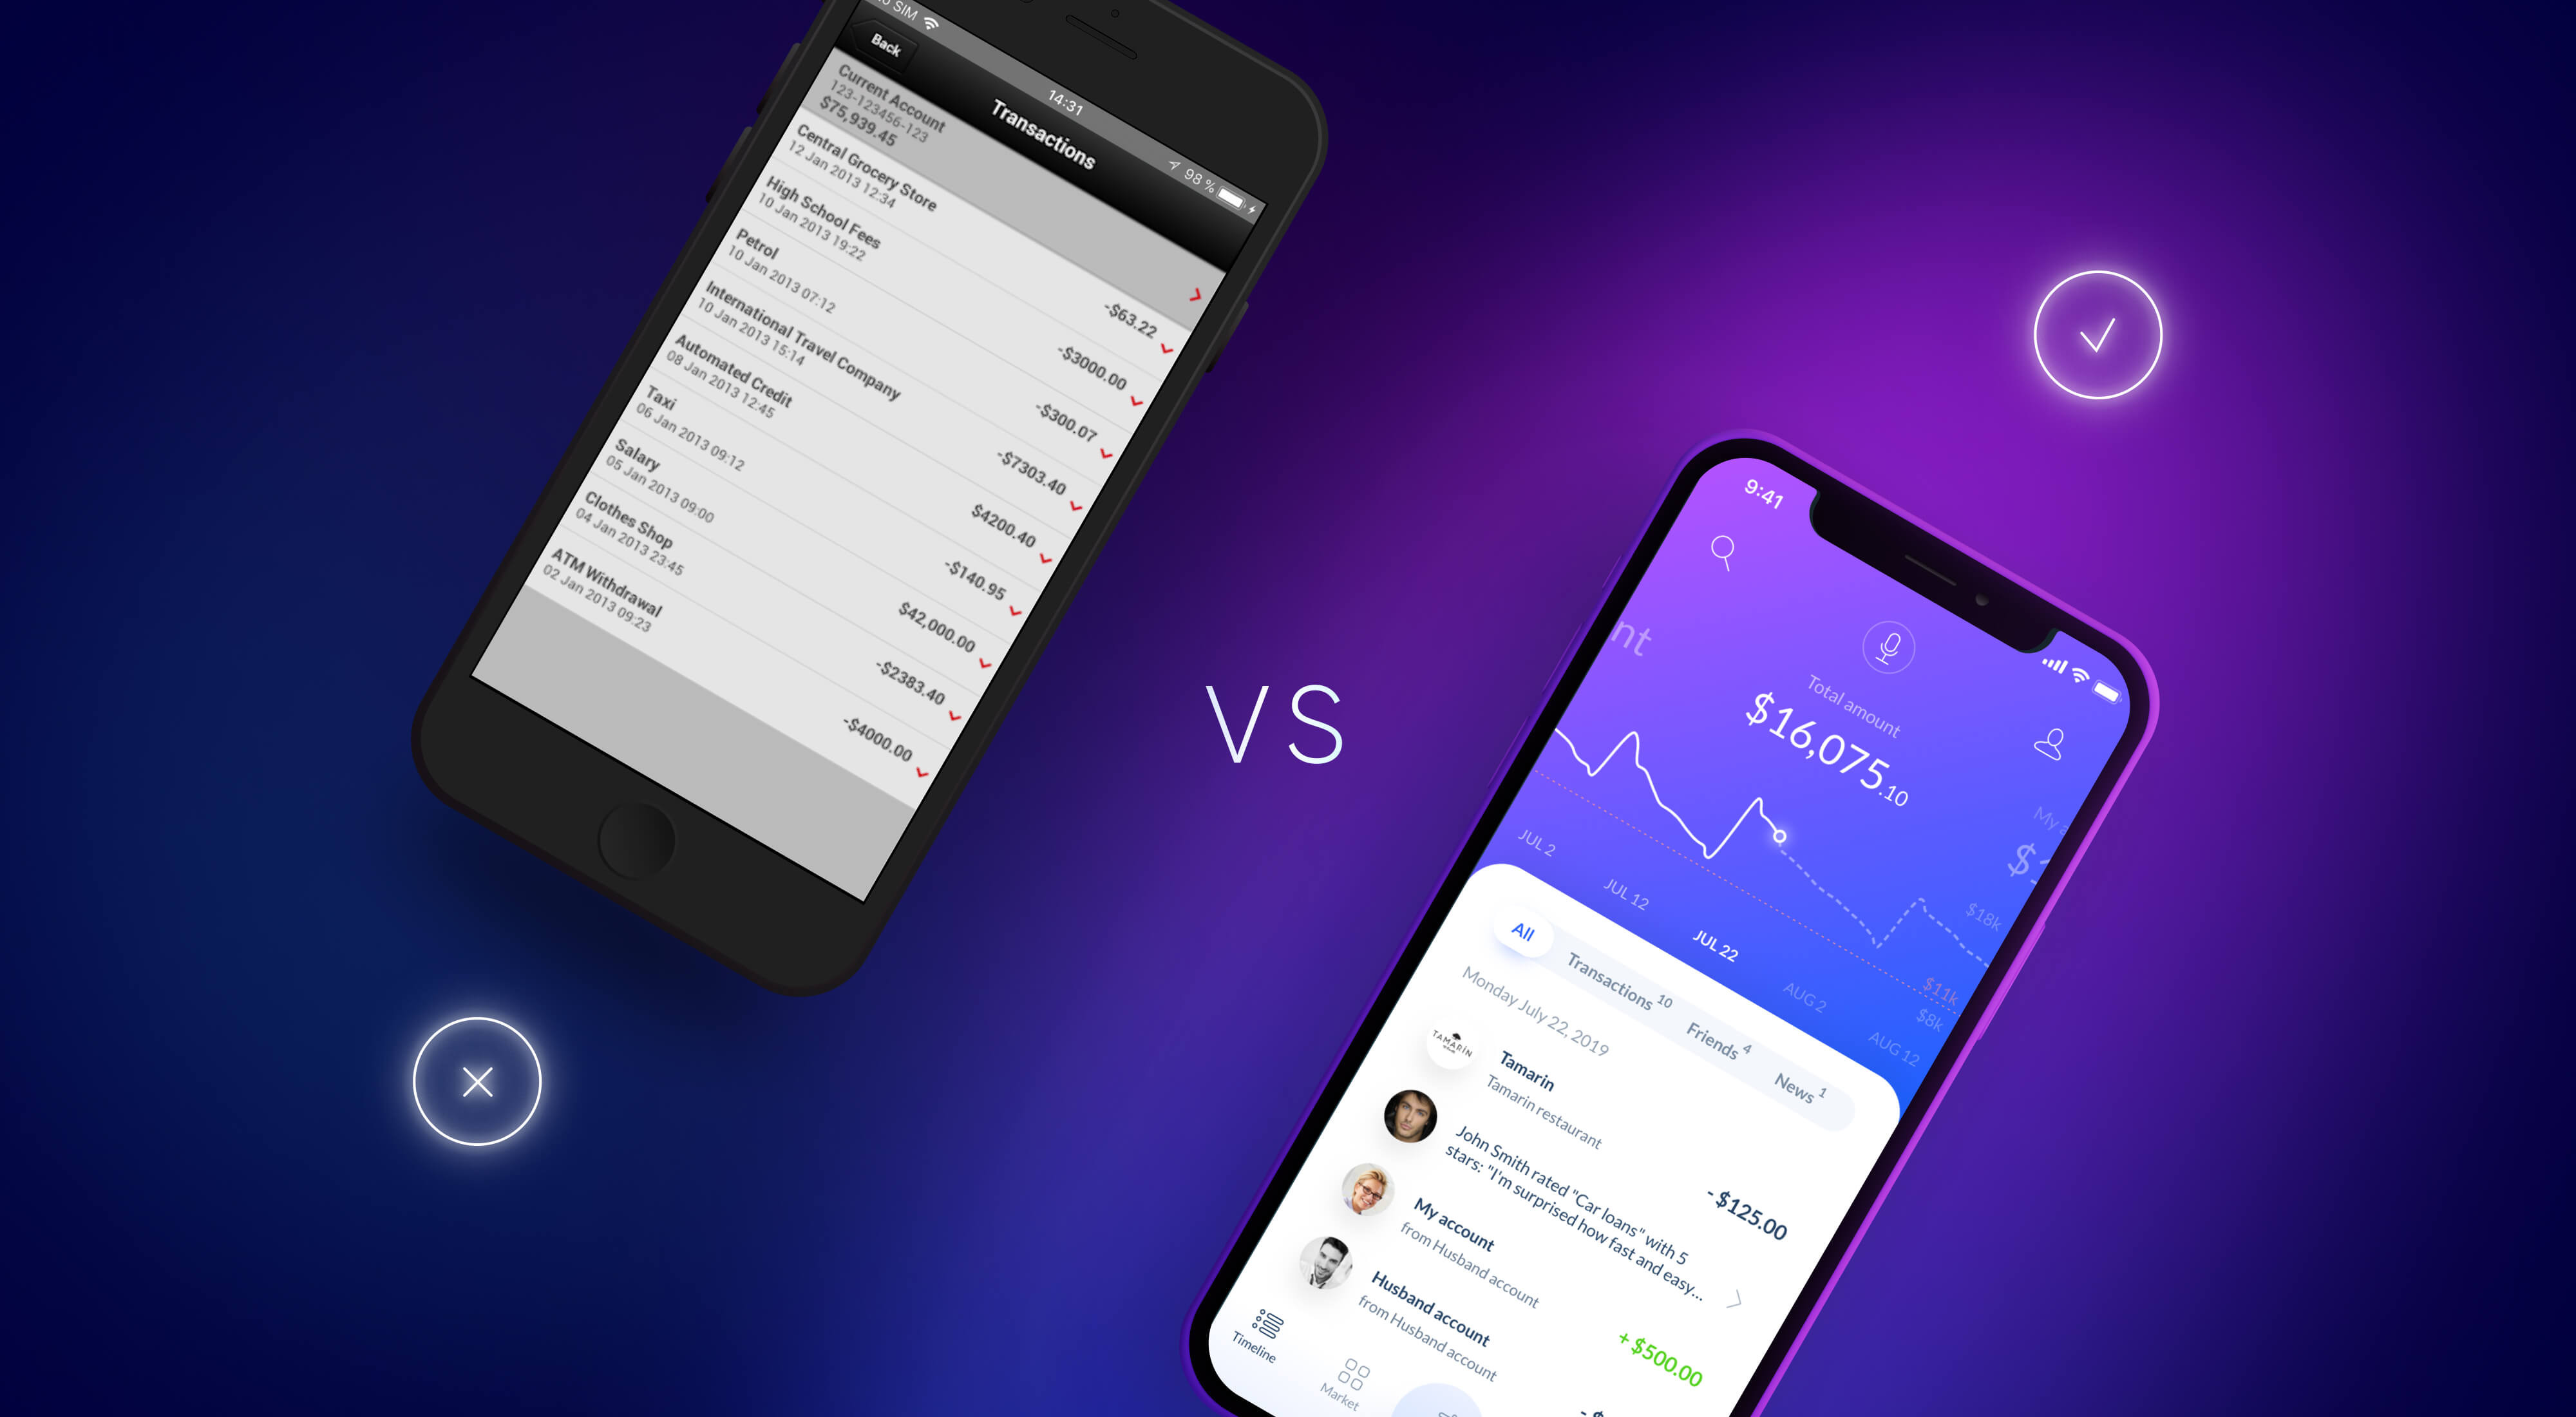 SIM
14:31
98 %
Back
Transactions
Current Account
123-123456-123
$75,939.45
Central Grocery Store
12 Jan 2013 12:34
-$63.22
High School Fees
10 Jan 2013 19:22
-$3000.00
Petrol
10 Jan 2013 07:12
-$300.07
International Travel Company
10 Jan 2013 15:14
-$7303.40
Automated Credit
08 Jan 2013 12:45
$4200.40
Taxi
06 Jan 2013 09:12
-$140.95
Salary
05 Jan 2013 09:00
$42,000.00
Clothes Shop
04 Jan 2013 23:45
-$2383.40
ATM Withdrawal
02 Jan 2013 09:23
-$4000.00
VS
9:41
nt
Total amount
$16,075.10
My a
$18k
$11k
$8k
JUL 2
JUL 12
JUL 22
AUG 2
AUG 12
All
Transactions 10
Friends 4
News 1
Monday July 22, 2019
TAMARIN
Tamarin
Tamarin restaurant
- $125.00
John Smith rated "Car loans" with 5
stars: "I'm surprised how fast and easy...
My account
from Husband account
+ $500.00
Husband account
from Husband account
- $
Timeline
Market